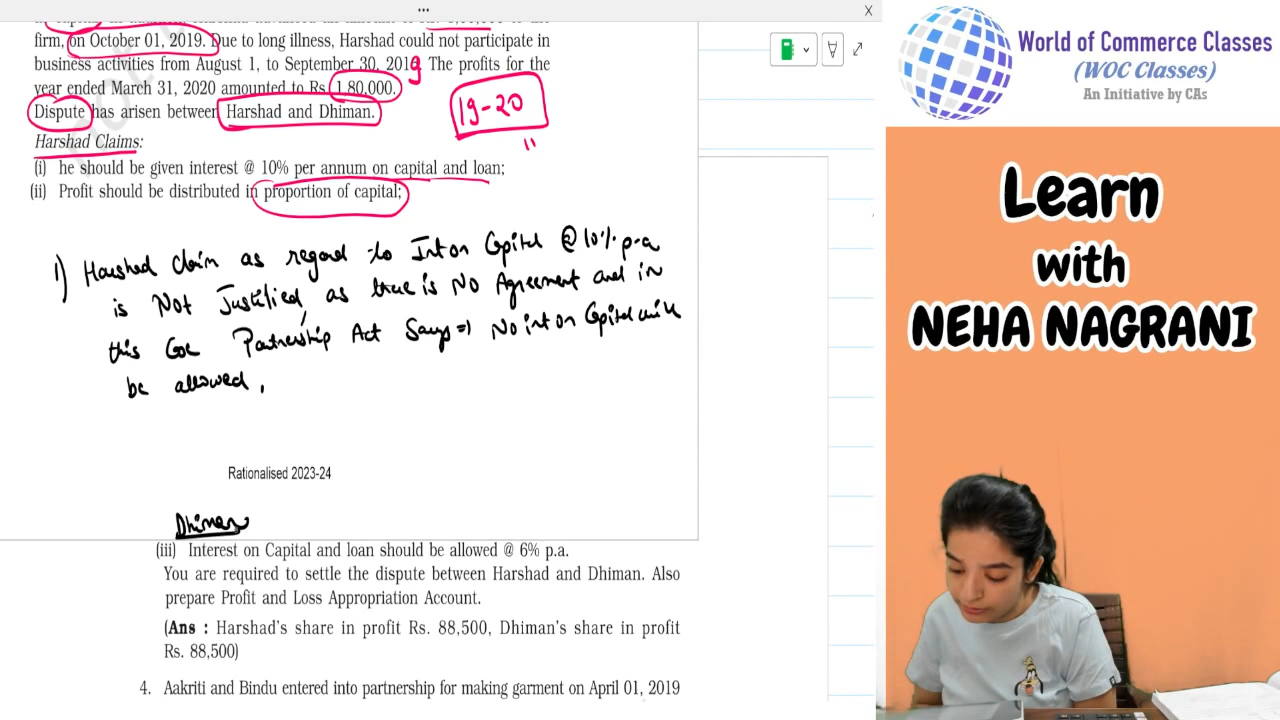 firm, on October 01, 2019. Due to long illness, Harshad could not participate in
business activities from August 1, to September 30, 2019 The profits for the
year ended March 31, 2020 amounted to Rs 1,80,000.
Dispute has arisen between Harshad and Dhiman.
19-20
Harshad Claims:
(i) he should be given interest @ 10% per annum on capital and loan;
(ii) Profit should be distributed in proportion of capital;
1) Harshad claim as regard to Int on Capital @ 10% p.a
is Not Justified, as there is No Agreement and in
this Case Partnership Act Says => No int on Capital will
be allowed.
Rationalised 2023-24
Dhiman
(iii) Interest on Capital and loan should be allowed @ 6% p.a.
You are required to settle the dispute between Harshad and Dhiman. Also
prepare Profit and Loss Appropriation Account.
(Ans : Harshad's share in profit Rs. 88,500, Dhiman's share in profit
Rs. 88,500)
4. Aakriti and Bindu entered into partnership for making garment on April 01, 2019
X
World of Commerce Classes
(WOC Classes)
An Initiative by CAs
Learn
with
NEHA NAGRANI